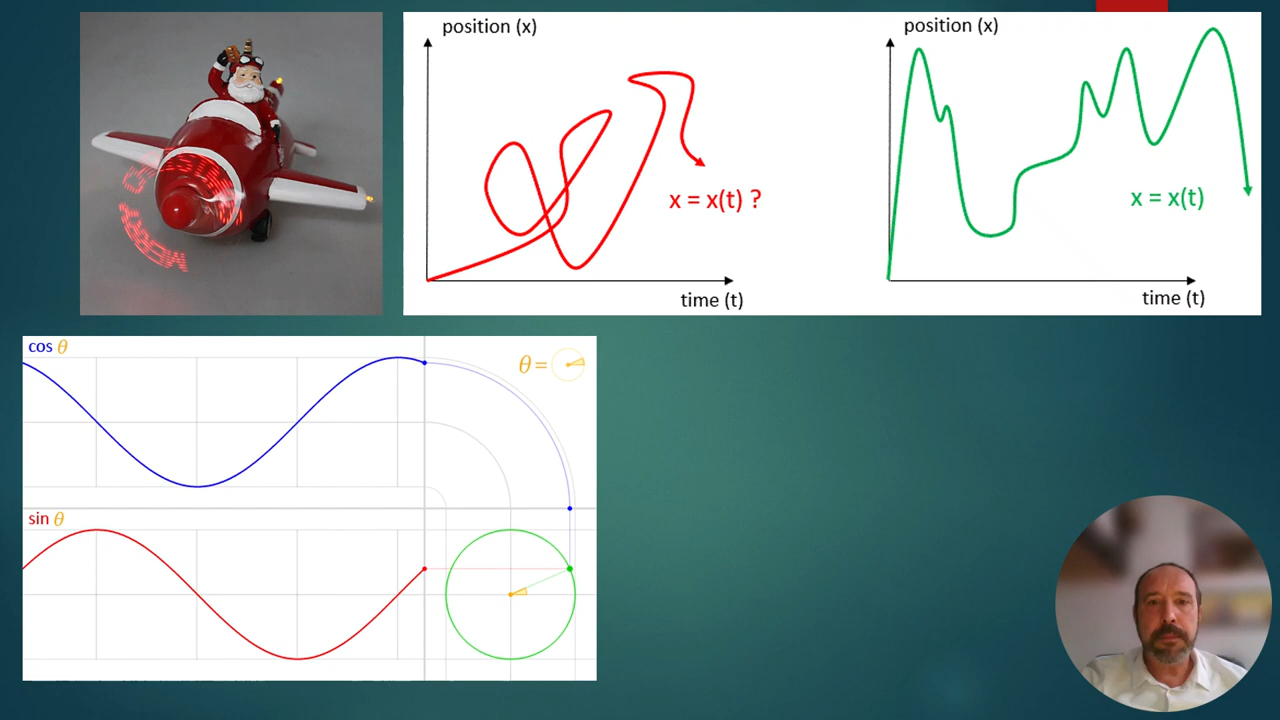 position (x)
x = x(t) ?
time (t)
position (x)
x = x(t)
time (t)
cos θ
θ =
sin θ